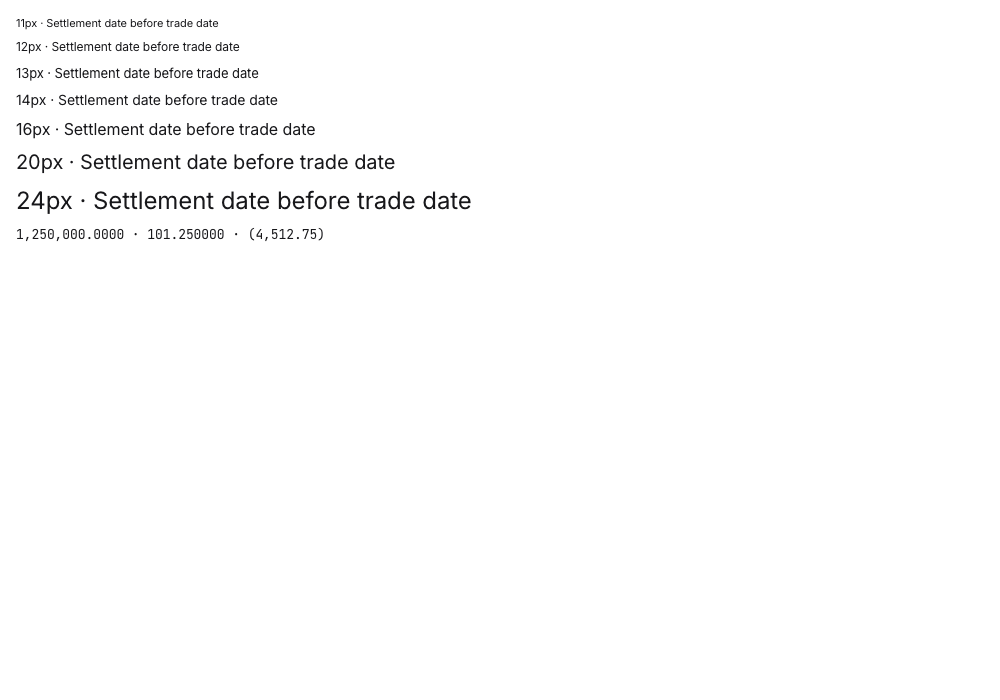 11px · Settlement date before trade date
12px · Settlement date before trade date
13px · Settlement date before trade date
14px · Settlement date before trade date
16px · Settlement date before trade date
20px · Settlement date before trade date
24px · Settlement date before trade date
1,250,000.0000 · 101.250000 · (4,512.75)